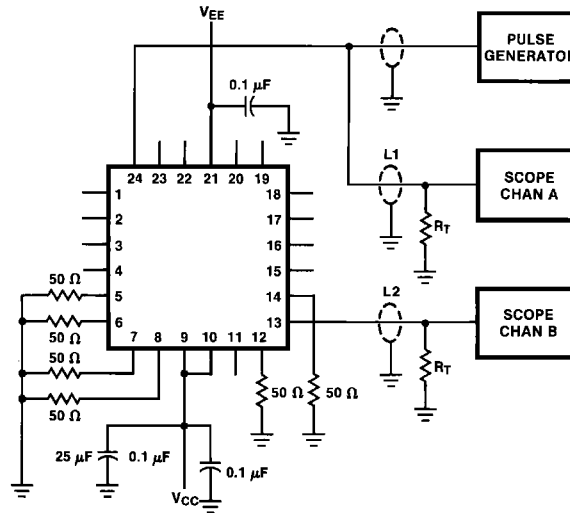 VEE
PULSE
GENERATOR
0.1 µF
24 23 22 21 20 19
L1
SCOPE
CHAN A
RT
1
2
3
4
5
6
18
17
16
15
14
13
50 Ω
50 Ω
50 Ω
50 Ω
7 8 9 10 11 12
L2
SCOPE
CHAN B
RT
50 Ω
50 Ω
25 µF
0.1 µF
0.1 µF
VCC